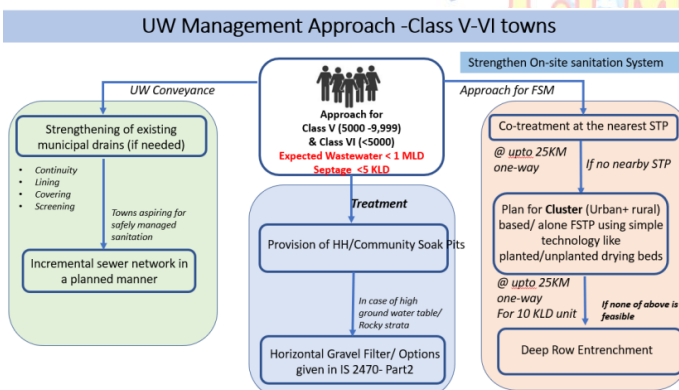 UW Management Approach -Class V-VI towns
Strengthen On-site sanitation System
UW Conveyance
Approach for FSM
Approach for
Class V (5000 -9,999)
& Class VI (<5000)
Expected Wastewater < 1 MLD
Septage <5 KLD
Strengthening of existing
municipal drains (if needed)
• Continuity
• Lining
• Covering
• Screening
Towns aspiring for
safely managed
sanitation
Incremental sewer network in
a planned manner
Treatment
Provision of HH/Community Soak Pits
In case of high
ground water table/
Rocky strata
Horizontal Gravel Filter/ Options
given in IS 2470- Part2
Co-treatment at the nearest STP
@ upto 25KM
one-way
If no nearby STP
Plan for Cluster (Urban+ rural)
based/ alone FSTP using simple
technology like
planted/unplanted drying beds
@ upto 25KM
one-way
For 10 KLD unit
If none of above is
feasible
Deep Row Entrenchment